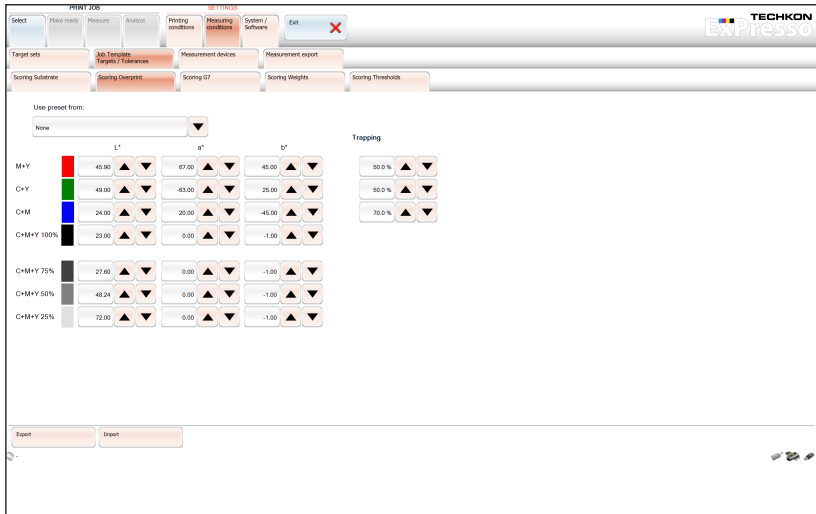 PRINT JOB SETTINGS
Select Make ready Measure Analyze Printing conditions Measuring conditions System / Software Exit
TECHKON
ExPresso
Target sets Job Template Targets / Tolerances Measurement devices Measurement export
Scoring Substrate Scoring Overprint Scoring G7 Scoring Weights Scoring Thresholds
Use preset from:
None
Trapping
L* a* b*
M+Y 45.90 67.00 45.00 50.0 %
C+Y 49.00 -63.00 25.00 50.0 %
C+M 24.00 20.00 -45.00 70.0 %
C+M+Y 100% 23.00 0.00 -1.00
C+M+Y 75% 27.60 0.00 -1.00
C+M+Y 50% 48.24 0.00 -1.00
C+M+Y 25% 72.00 0.00 -1.00
Export Import
-